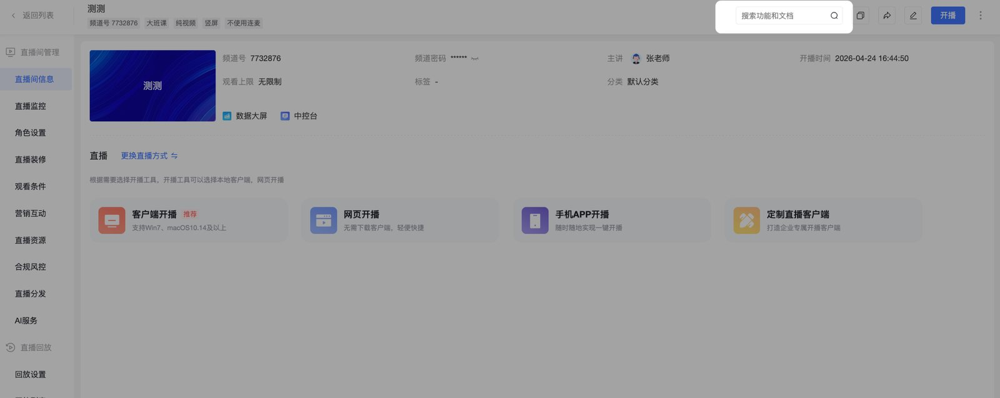 返回列表
测测
频道号 7732876 大班课 纯视频 竖屏 不使用连麦
搜索功能和文档
开播
直播间管理
直播间信息
直播监控
角色设置
直播装修
观看条件
营销互动
直播资源
合规风控
直播分发
AI服务
直播回放
回放设置
测测
频道号 7732876
频道密码 ******
主讲 张老师
开播时间 2026-04-24 16:44:50
观看上限 无限制
标签 -
分类 默认分类
数据大屏
中控台
直播 更换直播方式
根据需要选择开播工具，开播工具可以选择本地客户端，网页开播
客户端开播 推荐
支持Win7、macOS10.14及以上
网页开播
无需下载客户端，轻便快捷
手机APP开播
随时随地实现一键开播
定制直播客户端
打造企业专属开播客户端